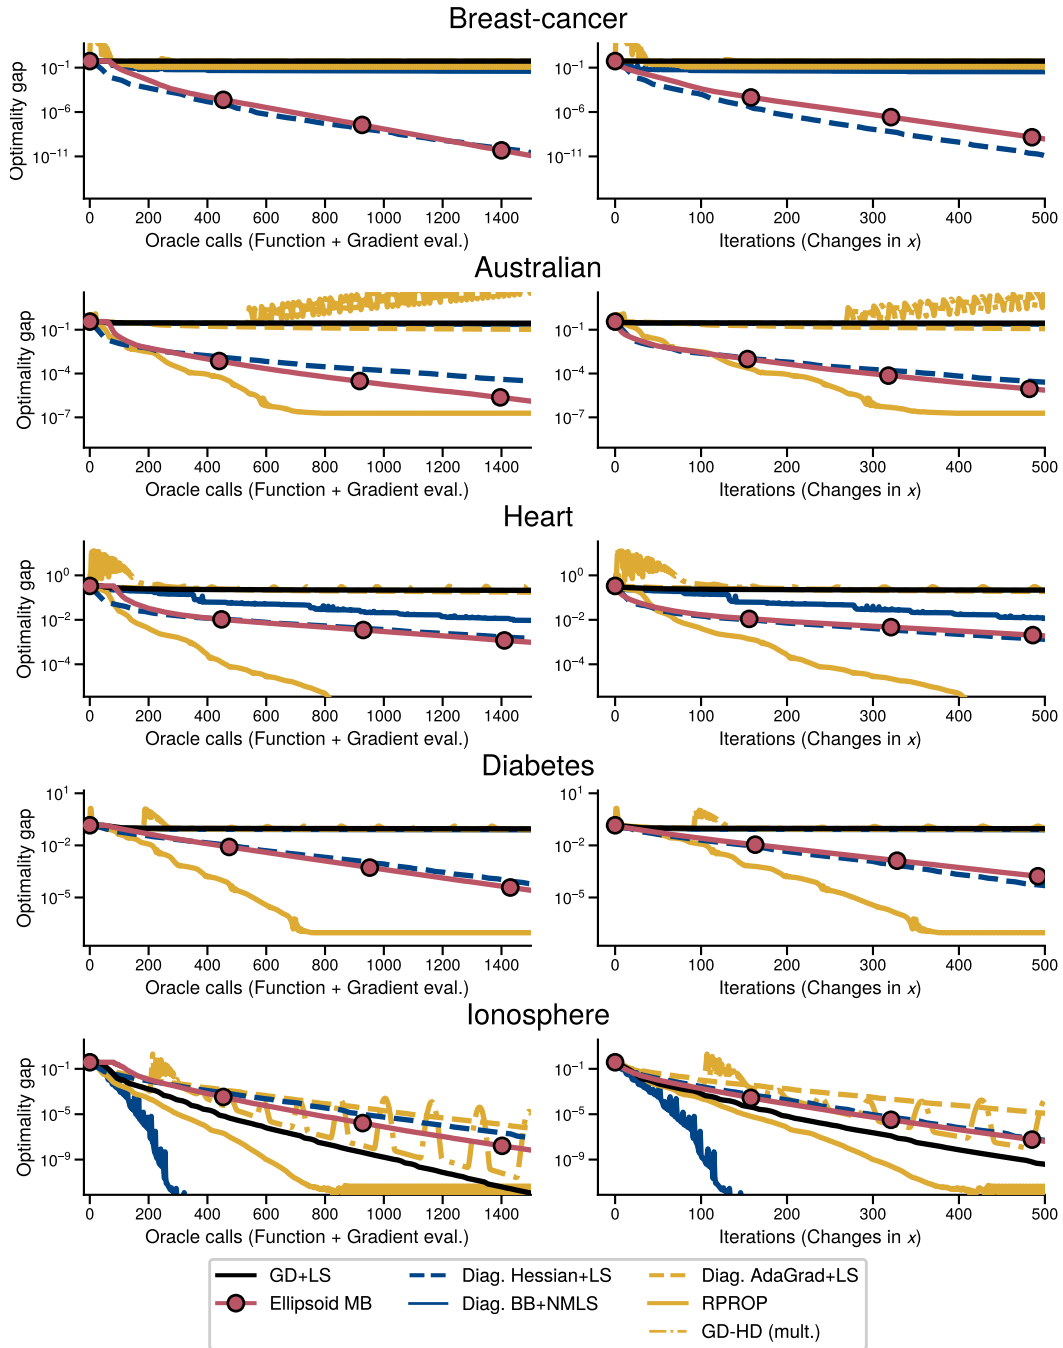 Breast-cancer
Optimality gap
10⁻¹
10⁻⁶
10⁻¹¹
0 200 400 600 800 1000 1200 1400
Oracle calls (Function + Gradient eval.)
10⁻¹
10⁻⁶
10⁻¹¹
0 100 200 300 400 500
Iterations (Changes in x)
Australian
Optimality gap
10⁻¹
10⁻⁴
10⁻⁷
0 200 400 600 800 1000 1200 1400
Oracle calls (Function + Gradient eval.)
10⁻¹
10⁻⁴
10⁻⁷
0 100 200 300 400 500
Iterations (Changes in x)
Heart
Optimality gap
10⁰
10⁻²
10⁻⁴
0 200 400 600 800 1000 1200 1400
Oracle calls (Function + Gradient eval.)
10⁰
10⁻²
10⁻⁴
0 100 200 300 400 500
Iterations (Changes in x)
Diabetes
Optimality gap
10¹
10⁻²
10⁻⁵
0 200 400 600 800 1000 1200 1400
Oracle calls (Function + Gradient eval.)
10¹
10⁻²
10⁻⁵
0 100 200 300 400 500
Iterations (Changes in x)
Ionosphere
Optimality gap
10⁻¹
10⁻⁵
10⁻⁹
0 200 400 600 800 1000 1200 1400
Oracle calls (Function + Gradient eval.)
10⁻¹
10⁻⁵
10⁻⁹
0 100 200 300 400 500
Iterations (Changes in x)
GD+LS
Ellipsoid MB
Diag. Hessian+LS
Diag. BB+NMLS
Diag. AdaGrad+LS
RPROP
GD-HD (mult.)